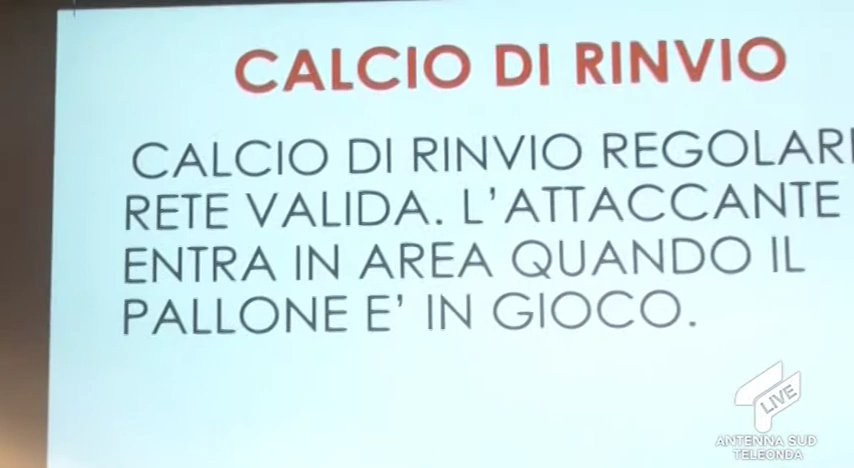 CALCIO DI RINVIO
CALCIO DI RINVIO REGOLARE
RETE VALIDA. L'ATTACCANTE
ENTRA IN AREA QUANDO IL
PALLONE E' IN GIOCO.
LIVE
ANTENNA SUD
TELEONDA